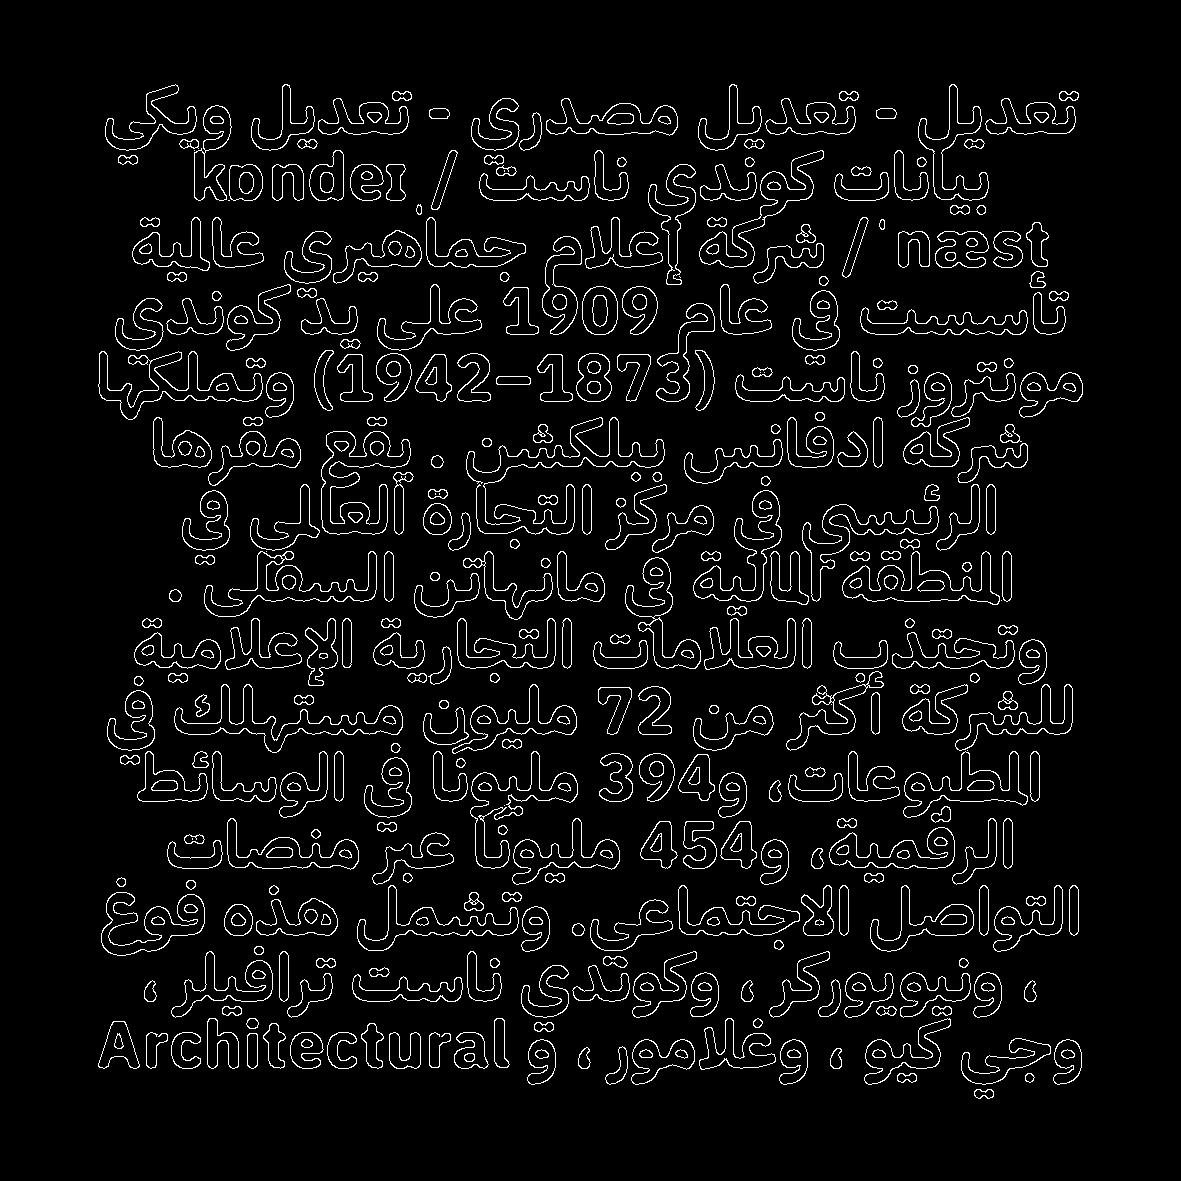 تعديل - تعديل مصدري - تعديل ويكي
بيانات كوندي ناست / ˌkɒndeɪ
ˈnæst / شركة إعلام جماهيري عالمية
تأسست في عام 1909 على يد كوندي
مونتروز ناست (1873–1942) وتملكها
شركة ادفانس ببلكشن . يقع مقرها
الرئيسي في مركز التجارة العالمي في
المنطقة المالية في مانهاتن السفلى .
وتجتذب العلامات التجارية الإعلامية
للشركة أكثر من 72 مليون مستهلك في
المطبوعات، و394 مليونًا في الوسائط
الرقمية، و454 مليونًا عبر منصات
التواصل الاجتماعي. وتشمل هذه فوغ
، ونيويوركر ، وكوندي ناست ترافيلر ،
وجي كيو ، وغلامور ، و Architectural